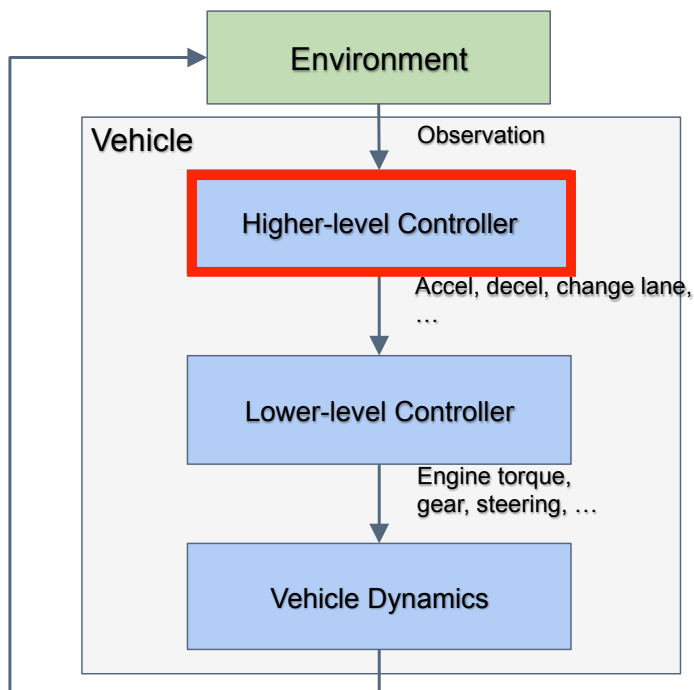 Environment
Observation
Vehicle
Higher-level Controller
Accel, decel, change lane,
…
Lower-level Controller
Engine torque,
gear, steering, …
Vehicle Dynamics